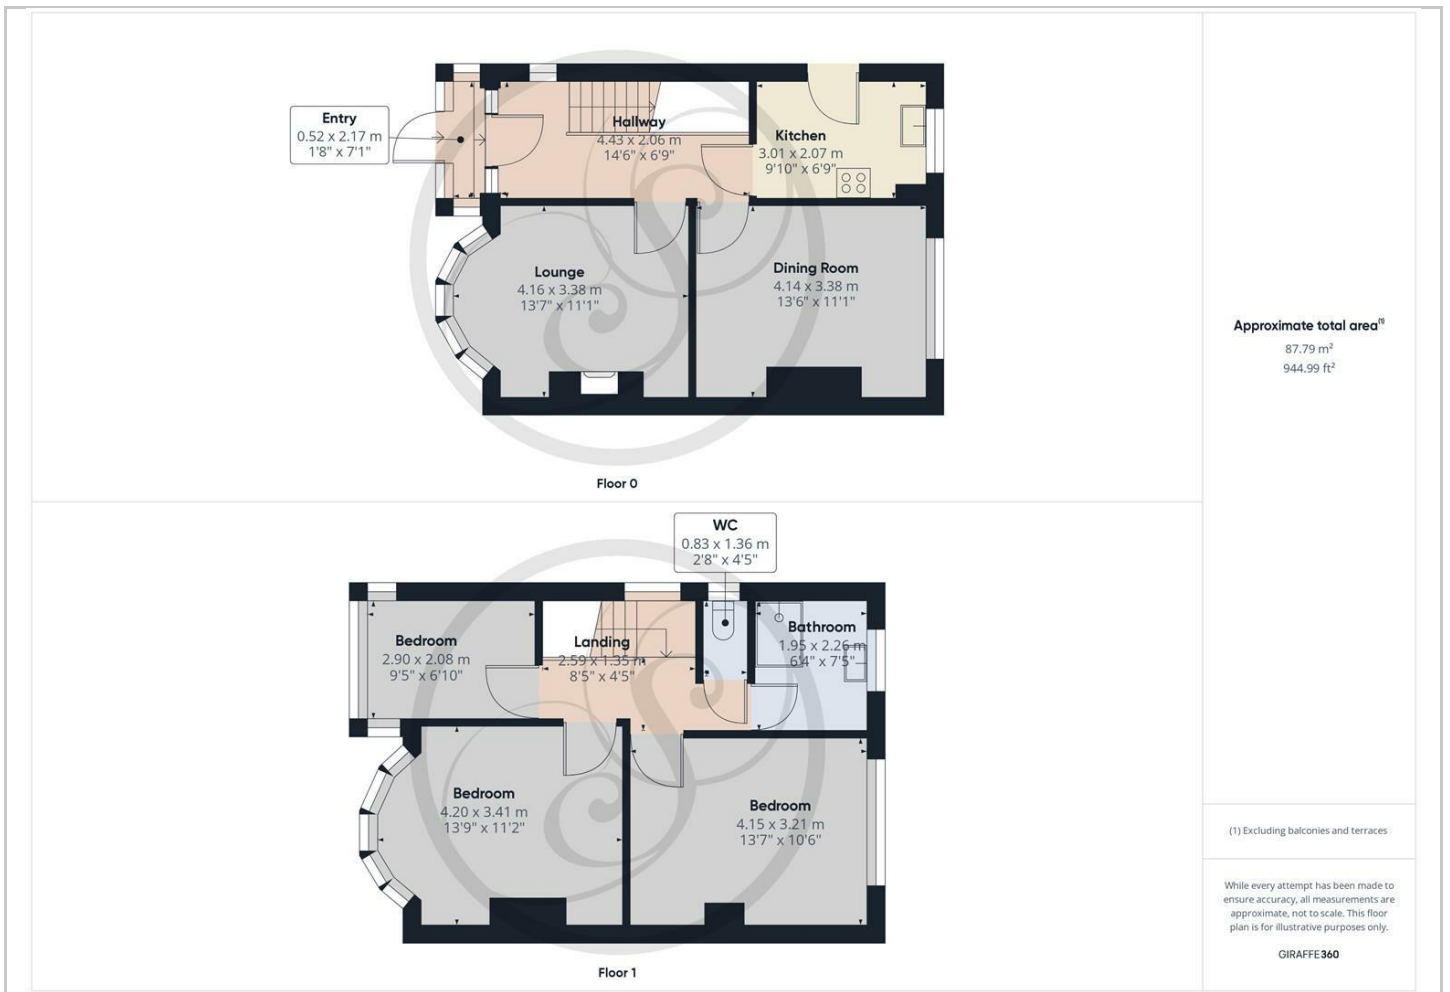 Entry
0.52 x 2.17 m
1'8" x 7'1"
Hallway
4.43 x 2.06 m
14'6" x 6'9"
Kitchen
3.01 x 2.07 m
9'10" x 6'9"
Lounge
4.16 x 3.38 m
13'7" x 11'1"
Dining Room
4.14 x 3.38 m
13'6" x 11'1"
Floor 0
WC
0.83 x 1.36 m
2'8" x 4'5"
Bedroom
2.90 x 2.08 m
9'5" x 6'10"
Landing
2.59 x 1.35 m
8'5" x 4'5"
Bathroom
1.95 x 2.26 m
6'4" x 7'5"
Bedroom
4.20 x 3.41 m
13'9" x 11'2"
Bedroom
4.15 x 3.21 m
13'7" x 10'6"
Floor 1
Approximate total area(1)
87.79 m²
944.99 ft²
(1) Excluding balconies and terraces
While every attempt has been made to
ensure accuracy, all measurements are
approximate, not to scale. This floor
plan is for illustrative purposes only.
GIRAFFE360